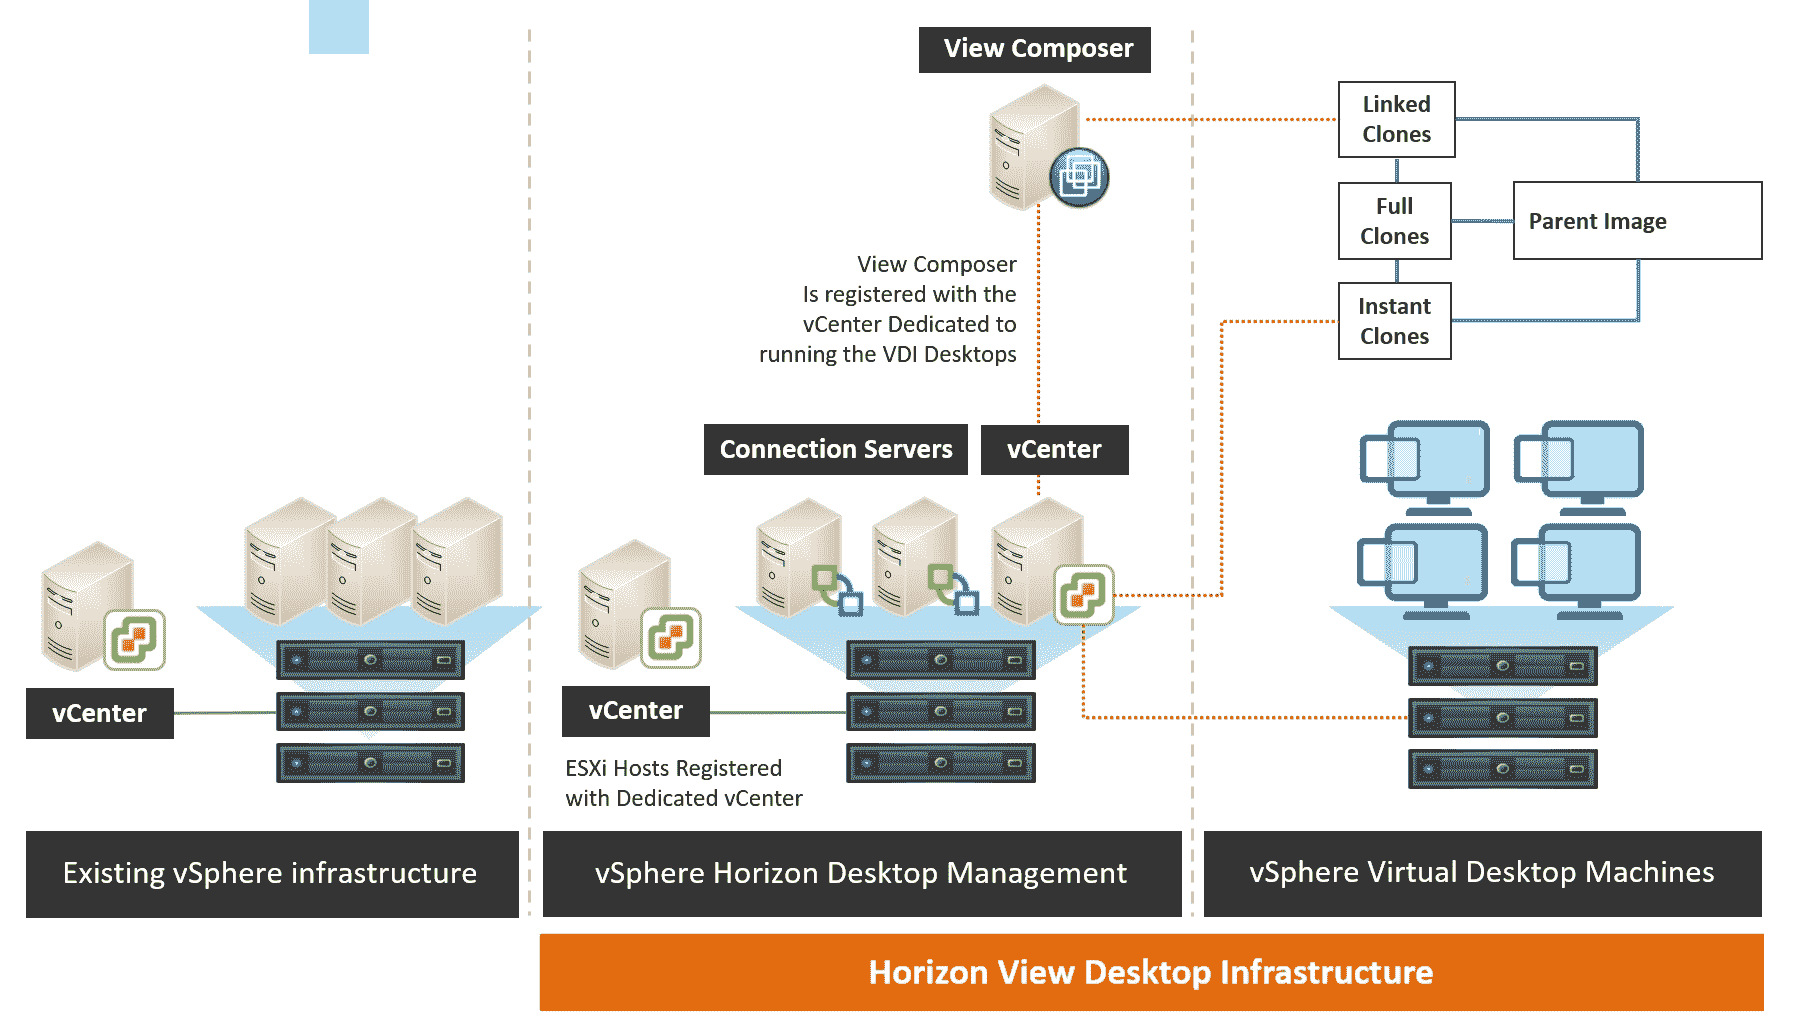 View Composer
Linked
Clones
Full
Clones
Parent Image
Instant
Clones
View Composer
Is registered with the
vCenter Dedicated to
running the VDI Desktops
Connection Servers
vCenter
vCenter
vCenter
ESXi Hosts Registered
with Dedicated vCenter
Existing vSphere infrastructure
vSphere Horizon Desktop Management
vSphere Virtual Desktop Machines
Horizon View Desktop Infrastructure